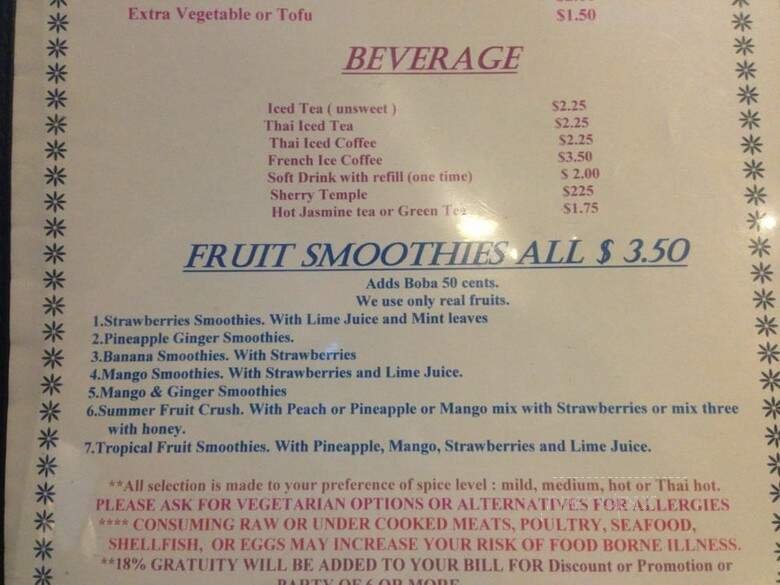 Extra Vegetable or Tofu $1.50
BEVERAGE
Iced Tea ( unsweet ) $2.25
Thai Iced Tea $2.25
Thai Iced Coffee $2.25
French Ice Coffee $3.50
Soft Drink with refill (one time) $ 2.00
Sherry Temple $225
Hot Jasmine tea or Green Tea $1.75
FRUIT SMOOTHIES ALL $ 3.50
Adds Boba 50 cents.
We use only real fruits.
1.Strawberries Smoothies. With Lime Juice and Mint leaves
2.Pineapple Ginger Smoothies.
3.Banana Smoothies. With Strawberries
4.Mango Smoothies. With Strawberries and Lime Juice.
5.Mango & Ginger Smoothies
6.Summer Fruit Crush. With Peach or Pineapple or Mango mix with Strawberries or mix three
with honey.
7.Tropical Fruit Smoothies. With Pineapple, Mango, Strawberries and Lime Juice.
**All selection is made to your preference of spice level : mild, medium, hot or Thai hot.
PLEASE ASK FOR VEGETARIAN OPTIONS OR ALTERNATIVES FOR ALLERGIES
**** CONSUMING RAW OR UNDER COOKED MEATS, POULTRY, SEAFOOD,
SHELLFISH, OR EGGS MAY INCREASE YOUR RISK OF FOOD BORNE ILLNESS.
**18% GRATUITY WILL BE ADDED TO YOUR BILL FOR Discount or Promotion or
PARTY OF 6 OR MORE